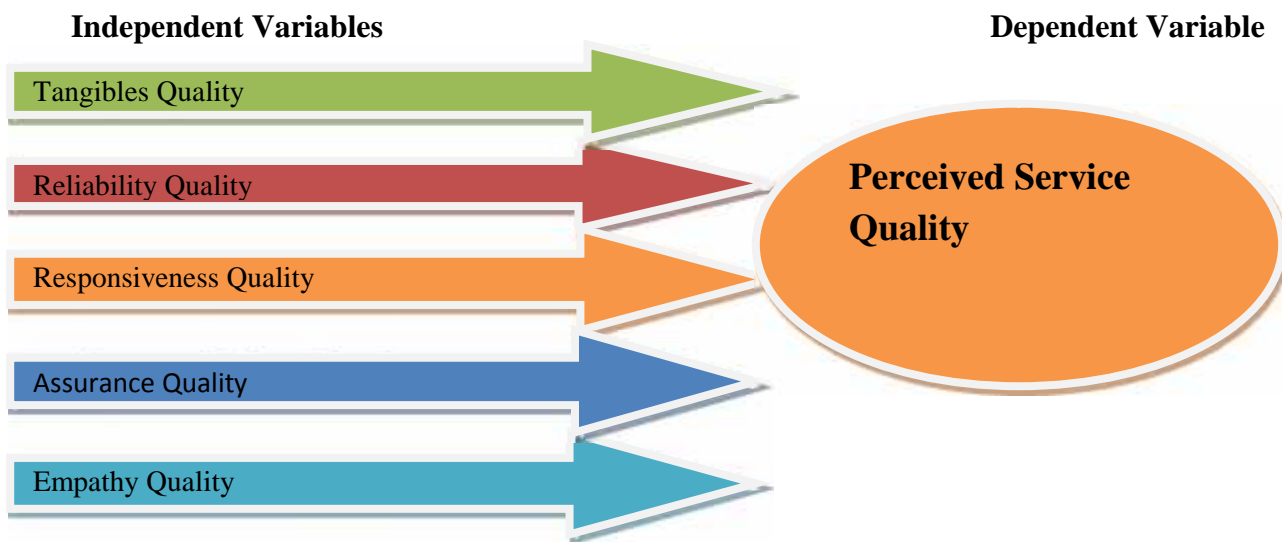 Independent Variables
Dependent Variable
Tangibles Quality
Reliability Quality
Responsiveness Quality
Assurance Quality
Empathy Quality
Perceived Service
Quality